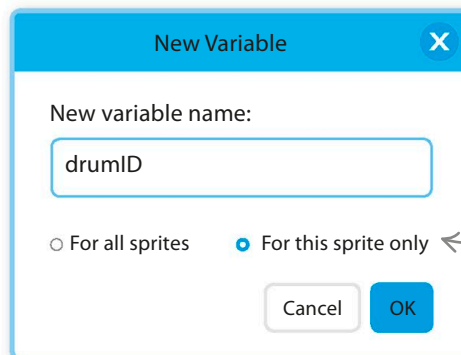 New Variable
X
New variable name:
drumID
For all sprites For this sprite only
Cancel OK